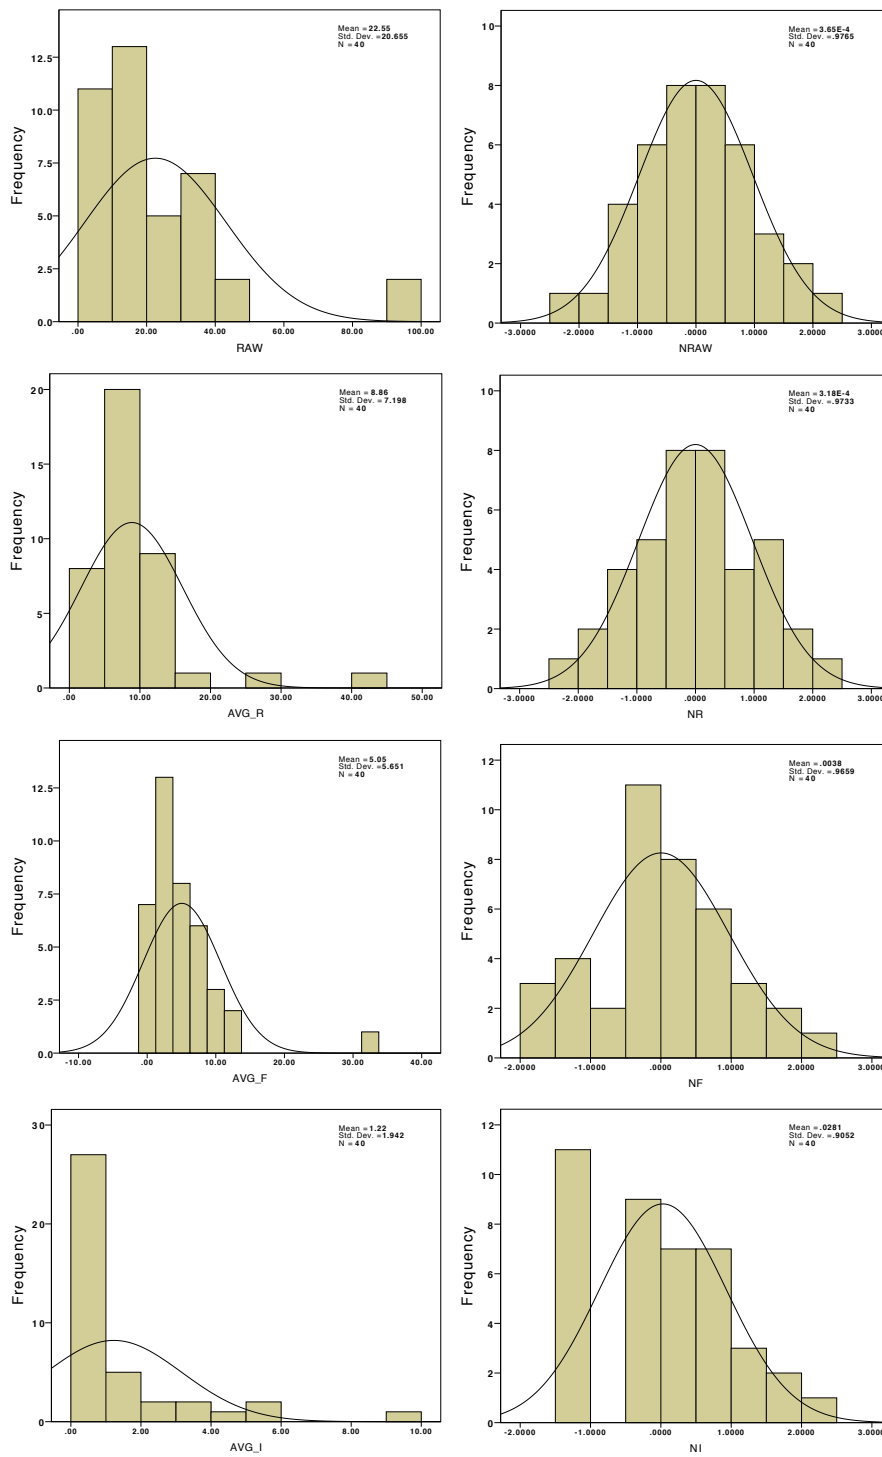 Mean =22.55
Std. Dev. =20.655
N =40
12.5
10.0
7.5
5.0
2.5
0.0
Frequency
.00 20.00 40.00 60.00 80.00 100.00
RAW
Mean =3.65E-4
Std. Dev. =.9765
N =40
10
8
6
4
2
0
Frequency
-3.0000 -2.0000 -1.0000 .0000 1.0000 2.0000 3.0000
NRAW
Mean =8.86
Std. Dev. =7.198
N =40
20
15
10
5
0
Frequency
.00 10.00 20.00 30.00 40.00 50.00
AVG_R
Mean =3.18E-4
Std. Dev. =.9733
N =40
10
8
6
4
2
0
Frequency
-3.0000 -2.0000 -1.0000 .0000 1.0000 2.0000 3.0000
NR
Mean =5.05
Std. Dev. =5.651
N =40
12.5
10.0
7.5
5.0
2.5
0.0
Frequency
-10.00 .00 10.00 20.00 30.00 40.00
AVG_F
Mean =.0038
Std. Dev. =.9659
N =40
12
10
8
6
4
2
0
Frequency
-2.0000 -1.0000 .0000 1.0000 2.0000 3.0000
NF
Mean =1.22
Std. Dev. =1.942
N =40
30
20
10
0
Frequency
.00 2.00 4.00 6.00 8.00 10.00
AVG_I
Mean =.0281
Std. Dev. =.9052
N =40
12
10
8
6
4
2
0
Frequency
-2.0000 -1.0000 .0000 1.0000 2.0000 3.0000
NI